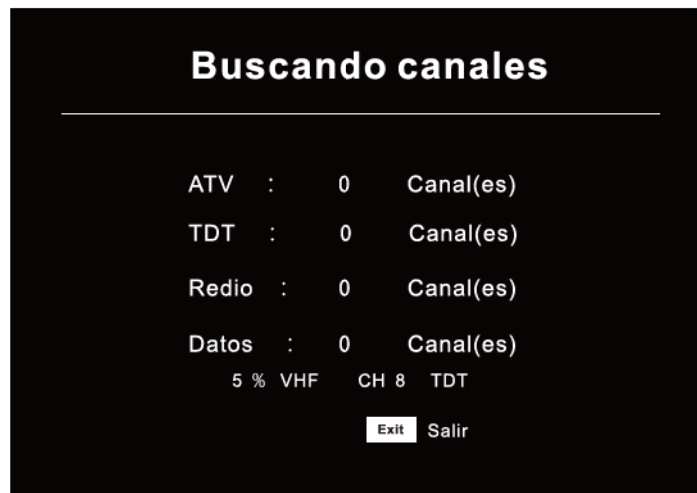 Buscando canales
ATV : 0 Canal(es)
TDT : 0 Canal(es)
Redio : 0 Canal(es)
Datos : 0 Canal(es)
5 % VHF CH 8 TDT
Exit Salir